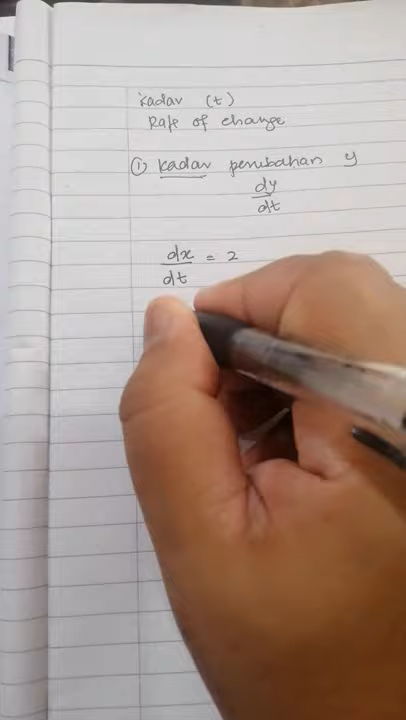 Kadar (t)
Rate of change
① Kadar perubahan y
dy
dt
dx = 2
dt